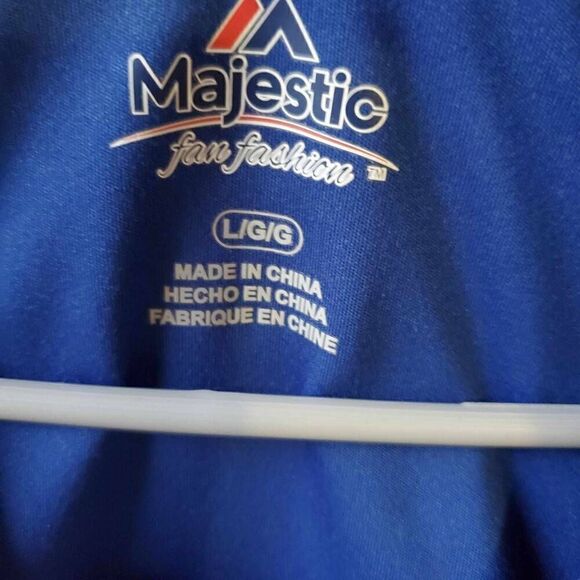 Majestic
fan fashion ™
L/G/G
MADE IN CHINA
HECHO EN CHINA
FABRIQUE EN CHINE